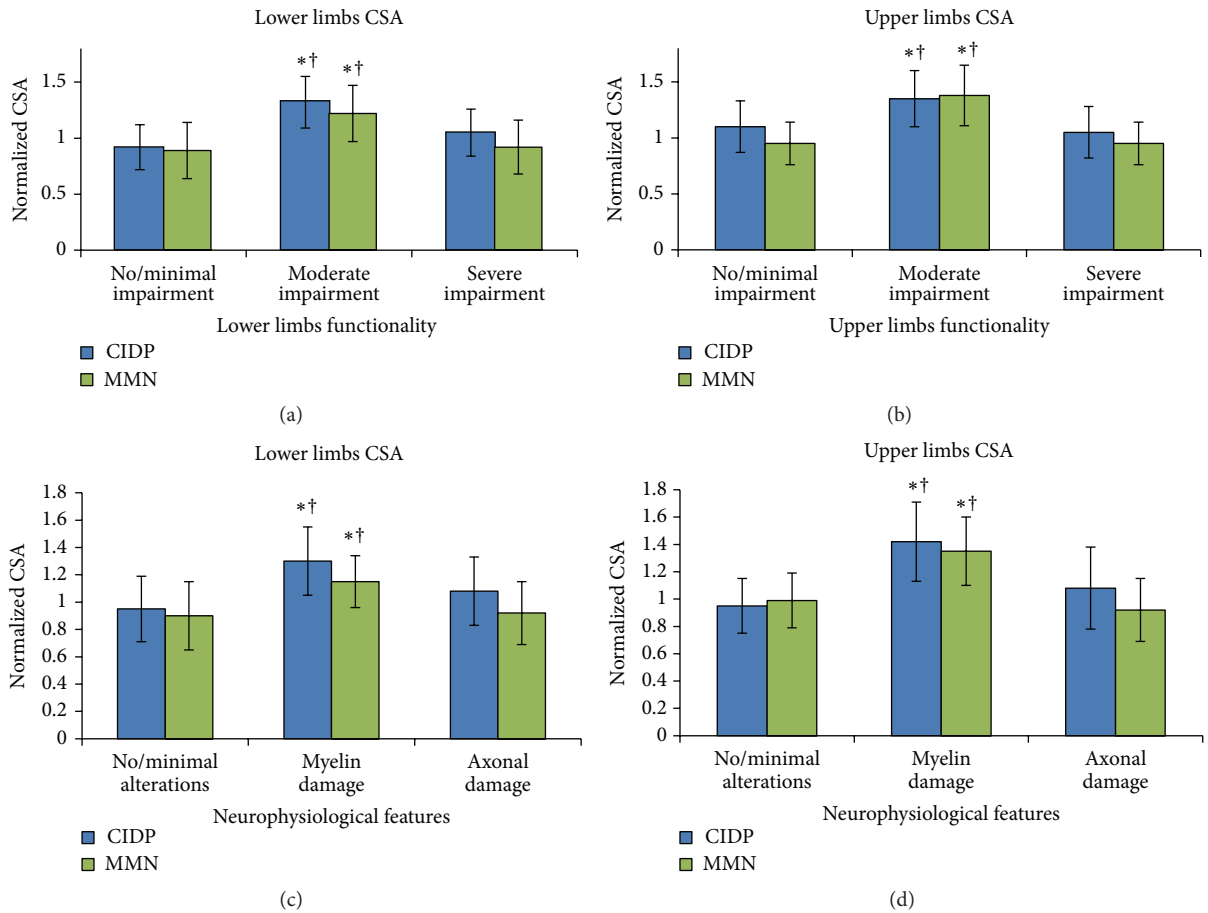 Lower limbs CSA
Normalized CSA
1.5
1
0.5
0
*†
*†
No/minimal impairment
Moderate impairment
Severe impairment
Lower limbs functionality
CIDP
MMN
(a)
Upper limbs CSA
Normalized CSA
1.5
1
0.5
0
*†
*†
No/minimal impairment
Moderate impairment
Severe impairment
Upper limbs functionality
CIDP
MMN
(b)
Lower limbs CSA
Normalized CSA
1.8
1.6
1.4
1.2
1
0.8
0.6
0.4
0.2
0
*†
*†
No/minimal alterations
Myelin damage
Axonal damage
Neurophysiological features
CIDP
MMN
(c)
Upper limbs CSA
Normalized CSA
1.8
1.6
1.4
1.2
1
0.8
0.6
0.4
0.2
0
*†
*†
No/minimal alterations
Myelin damage
Axonal damage
Neurophysiological features
CIDP
MMN
(d)